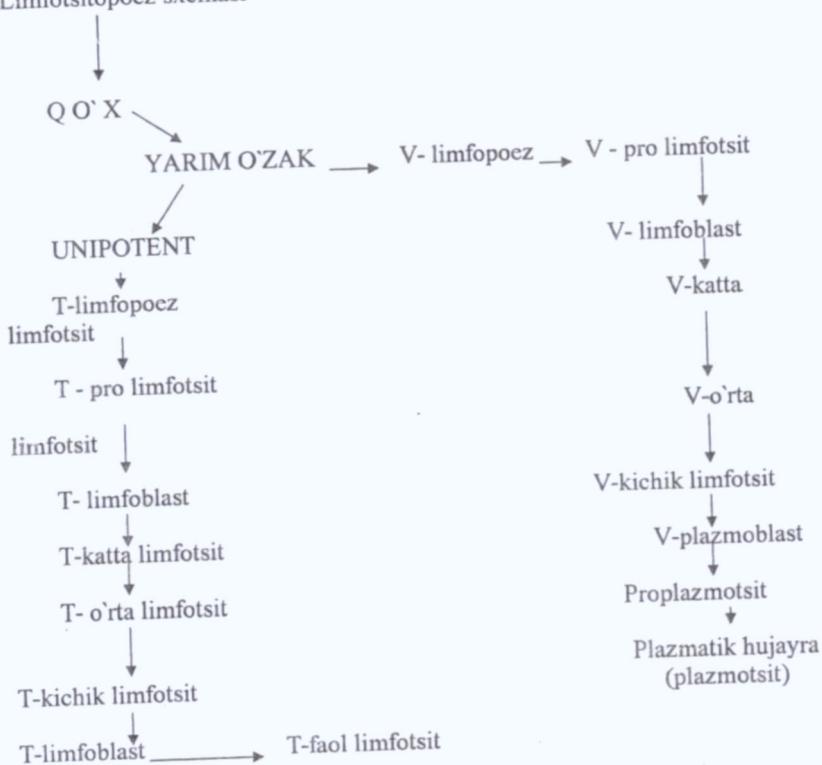 Limfotsitopoez sxemasi
Q O` X
YARIM O`ZAK
V- limfopoez
V - pro limfotsit
UNIPOTENT
V- limfoblast
T-limfopoez
V-katta
limfotsit
T - pro limfotsit
V-o`rta
limfotsit
V-kichik limfotsit
T- limfoblast
V-plazmoblast
T-katta limfotsit
Proplazmotsit
T- o`rta limfotsit
Plazmatik hujayra
(plazmotsit)
T-kichik limfotsit
T-limfoblast
T-faol limfotsit